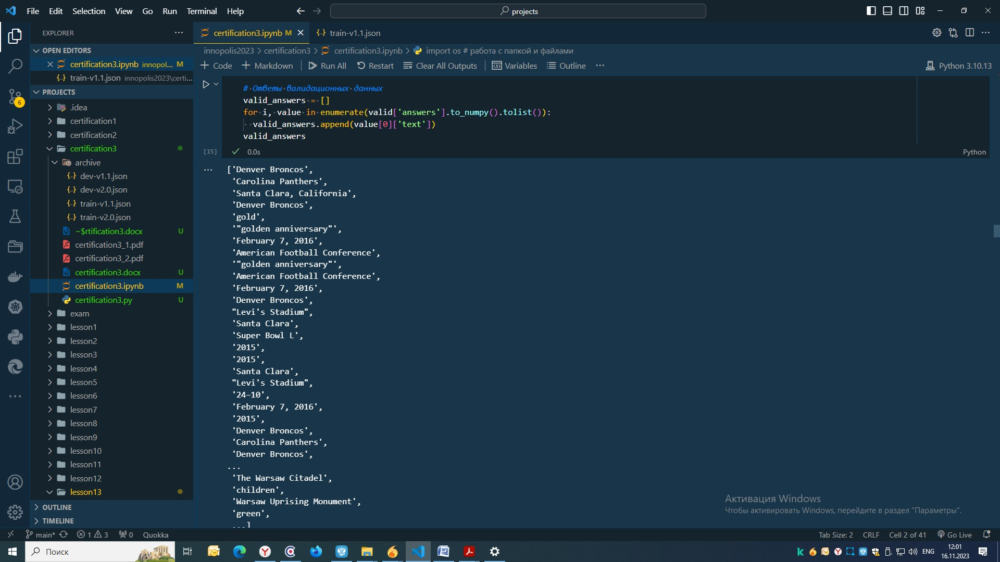 File Edit Selection View Go Run Terminal Help
projects
EXPLORER
OPEN EDITORS
certification3.ipynb innopol... M
train-v1.1.json innopolis2023\certi...
PROJECTS
.idea
certification1
certification2
certification3
archive
dev-v1.1.json
dev-v2.0.json
train-v1.1.json
train-v2.0.json
~$rtification3.docx U
certification3_1.pdf
certification3_2.pdf
certification3.docx U
certification3.ipynb M
certification3.py U
exam
lesson1
lesson2
lesson3
lesson4
lesson5
lesson6
lesson7
lesson8
lesson9
lesson10
lesson11
lesson12
lesson13
OUTLINE
TIMELINE
6
certification3.ipynb M
train-v1.1.json
innopolis2023 > certification3 > certification3.ipynb > import os # работа с папкой и файлами
Code Markdown Run All Restart Clear All Outputs Variables Outline ...
Python 3.10.13
# Ответы валидационных данных
valid_answers = []
for i, value in enumerate(valid['answers'].to_numpy().tolist()):
valid_answers.append(value[0]['text'])
valid_answers
[15] 0.0s
Python
['Denver Broncos',
'Carolina Panthers',
'Santa Clara, California',
'Denver Broncos',
'gold',
'"golden anniversary"',
'February 7, 2016',
'American Football Conference',
'"golden anniversary"',
'American Football Conference',
'February 7, 2016',
'Denver Broncos',
"Levi's Stadium",
'Santa Clara',
'Super Bowl L',
'2015',
'2015',
'Santa Clara',
"Levi's Stadium",
'24–10',
'February 7, 2016',
'2015',
'Denver Broncos',
'Carolina Panthers',
'Denver Broncos',
...
'The Warsaw Citadel',
'children',
'Warsaw Uprising Monument',
'green',
...]
Активация Windows
Чтобы активировать Windows, перейдите в раздел "Параметры".
main* 1 3 0 Quokka
Tab Size: 2 CRLF Cell 2 of 41 Go Live
Поиск
ENG
12:01
16.11.2023